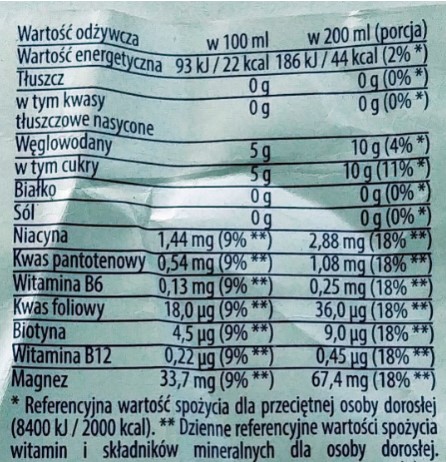 Wartość odżywcza w 100 ml w 200 ml (porcja)
Wartość energetyczna 93 kJ / 22 kcal 186 kJ / 44 kcal (2% *)
Tłuszcz 0 g 0 g (0% *)
w tym kwasy 0 g 0 g (0% *)
tłuszczowe nasycone
Węglowodany 5 g 10 g (4% *)
w tym cukry 5 g 10 g (11% *)
Białko 0 g 0 g (0% *)
Sól 0 g 0 g (0% *)
Niacyna 1,44 mg (9% **) 2,88 mg (18% **)
Kwas pantotenowy 0,54 mg (9% **) 1,08 mg (18% **)
Witamina B6 0,13 mg (9% **) 0,25 mg (18% **)
Kwas foliowy 18,0 µg (9% **) 36,0 µg (18% **)
Biotyna 4,5 µg (9% **) 9,0 µg (18% **)
Witamina B12 0,22 µg (9% **) 0,45 µg (18% **)
Magnez 33,7 mg (9% **) 67,4 mg (18% **)
* Referencyjna wartość spożycia dla przeciętnej osoby dorosłej
(8400 kJ / 2000 kcal). ** Dzienne referencyjne wartości spożycia
witamin i składników mineralnych dla osoby dorosłej.